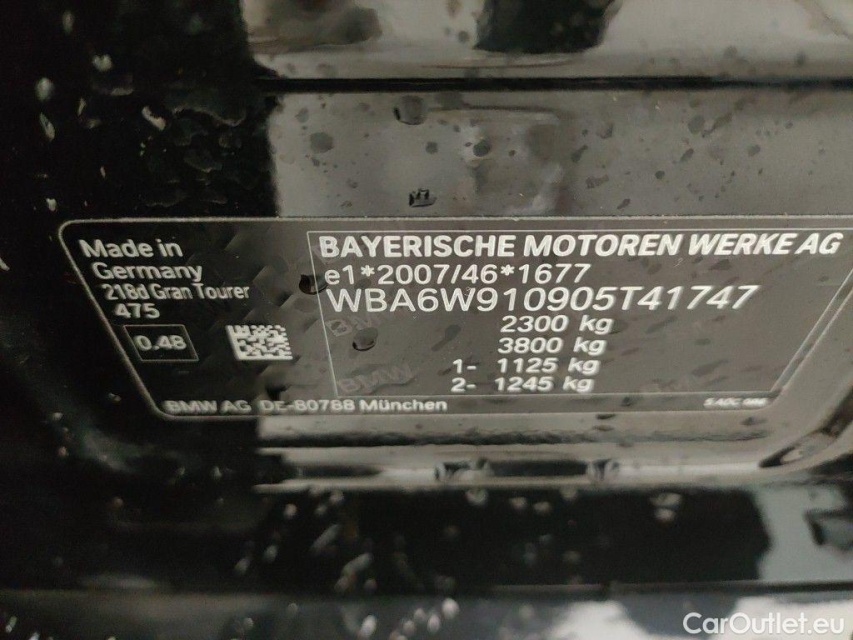 Made in
Germany
218d Gran Tourer
475
0.48
BAYERISCHE MOTOREN WERKE AG
e1*2007/46*1677
WBA6W910905T41747
2300 kg
3800 kg
1- 1125 kg
2- 1245 kg
BMW AG DE-80788 München
CarOutlet.eu